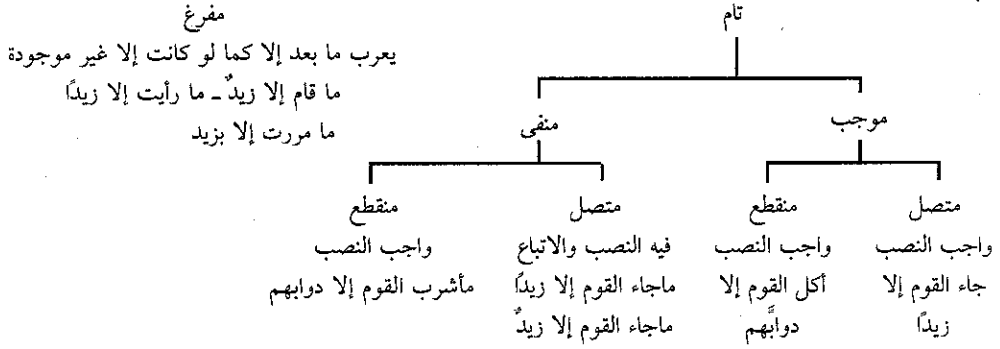 تام
موجب
منفى
متصل
واجب النصب
جاء القوم إلا
زيدًا
منقطع
واجب النصب
أكل القوم إلا
دوابَّهم
متصل
فيه النصب والاتباع
ماجاء القوم إلا زيدًا
ماجاء القوم إلا زيدٌ
منقطع
واجب النصب
مأشرب القوم إلا دوابهم
مفرغ
يعرب ما بعد إلا كما لو كانت إلا غير موجودة
ما قام إلا زيدٌ ـ ما رأيت إلا زيدًا
ما مررت إلا بزيد